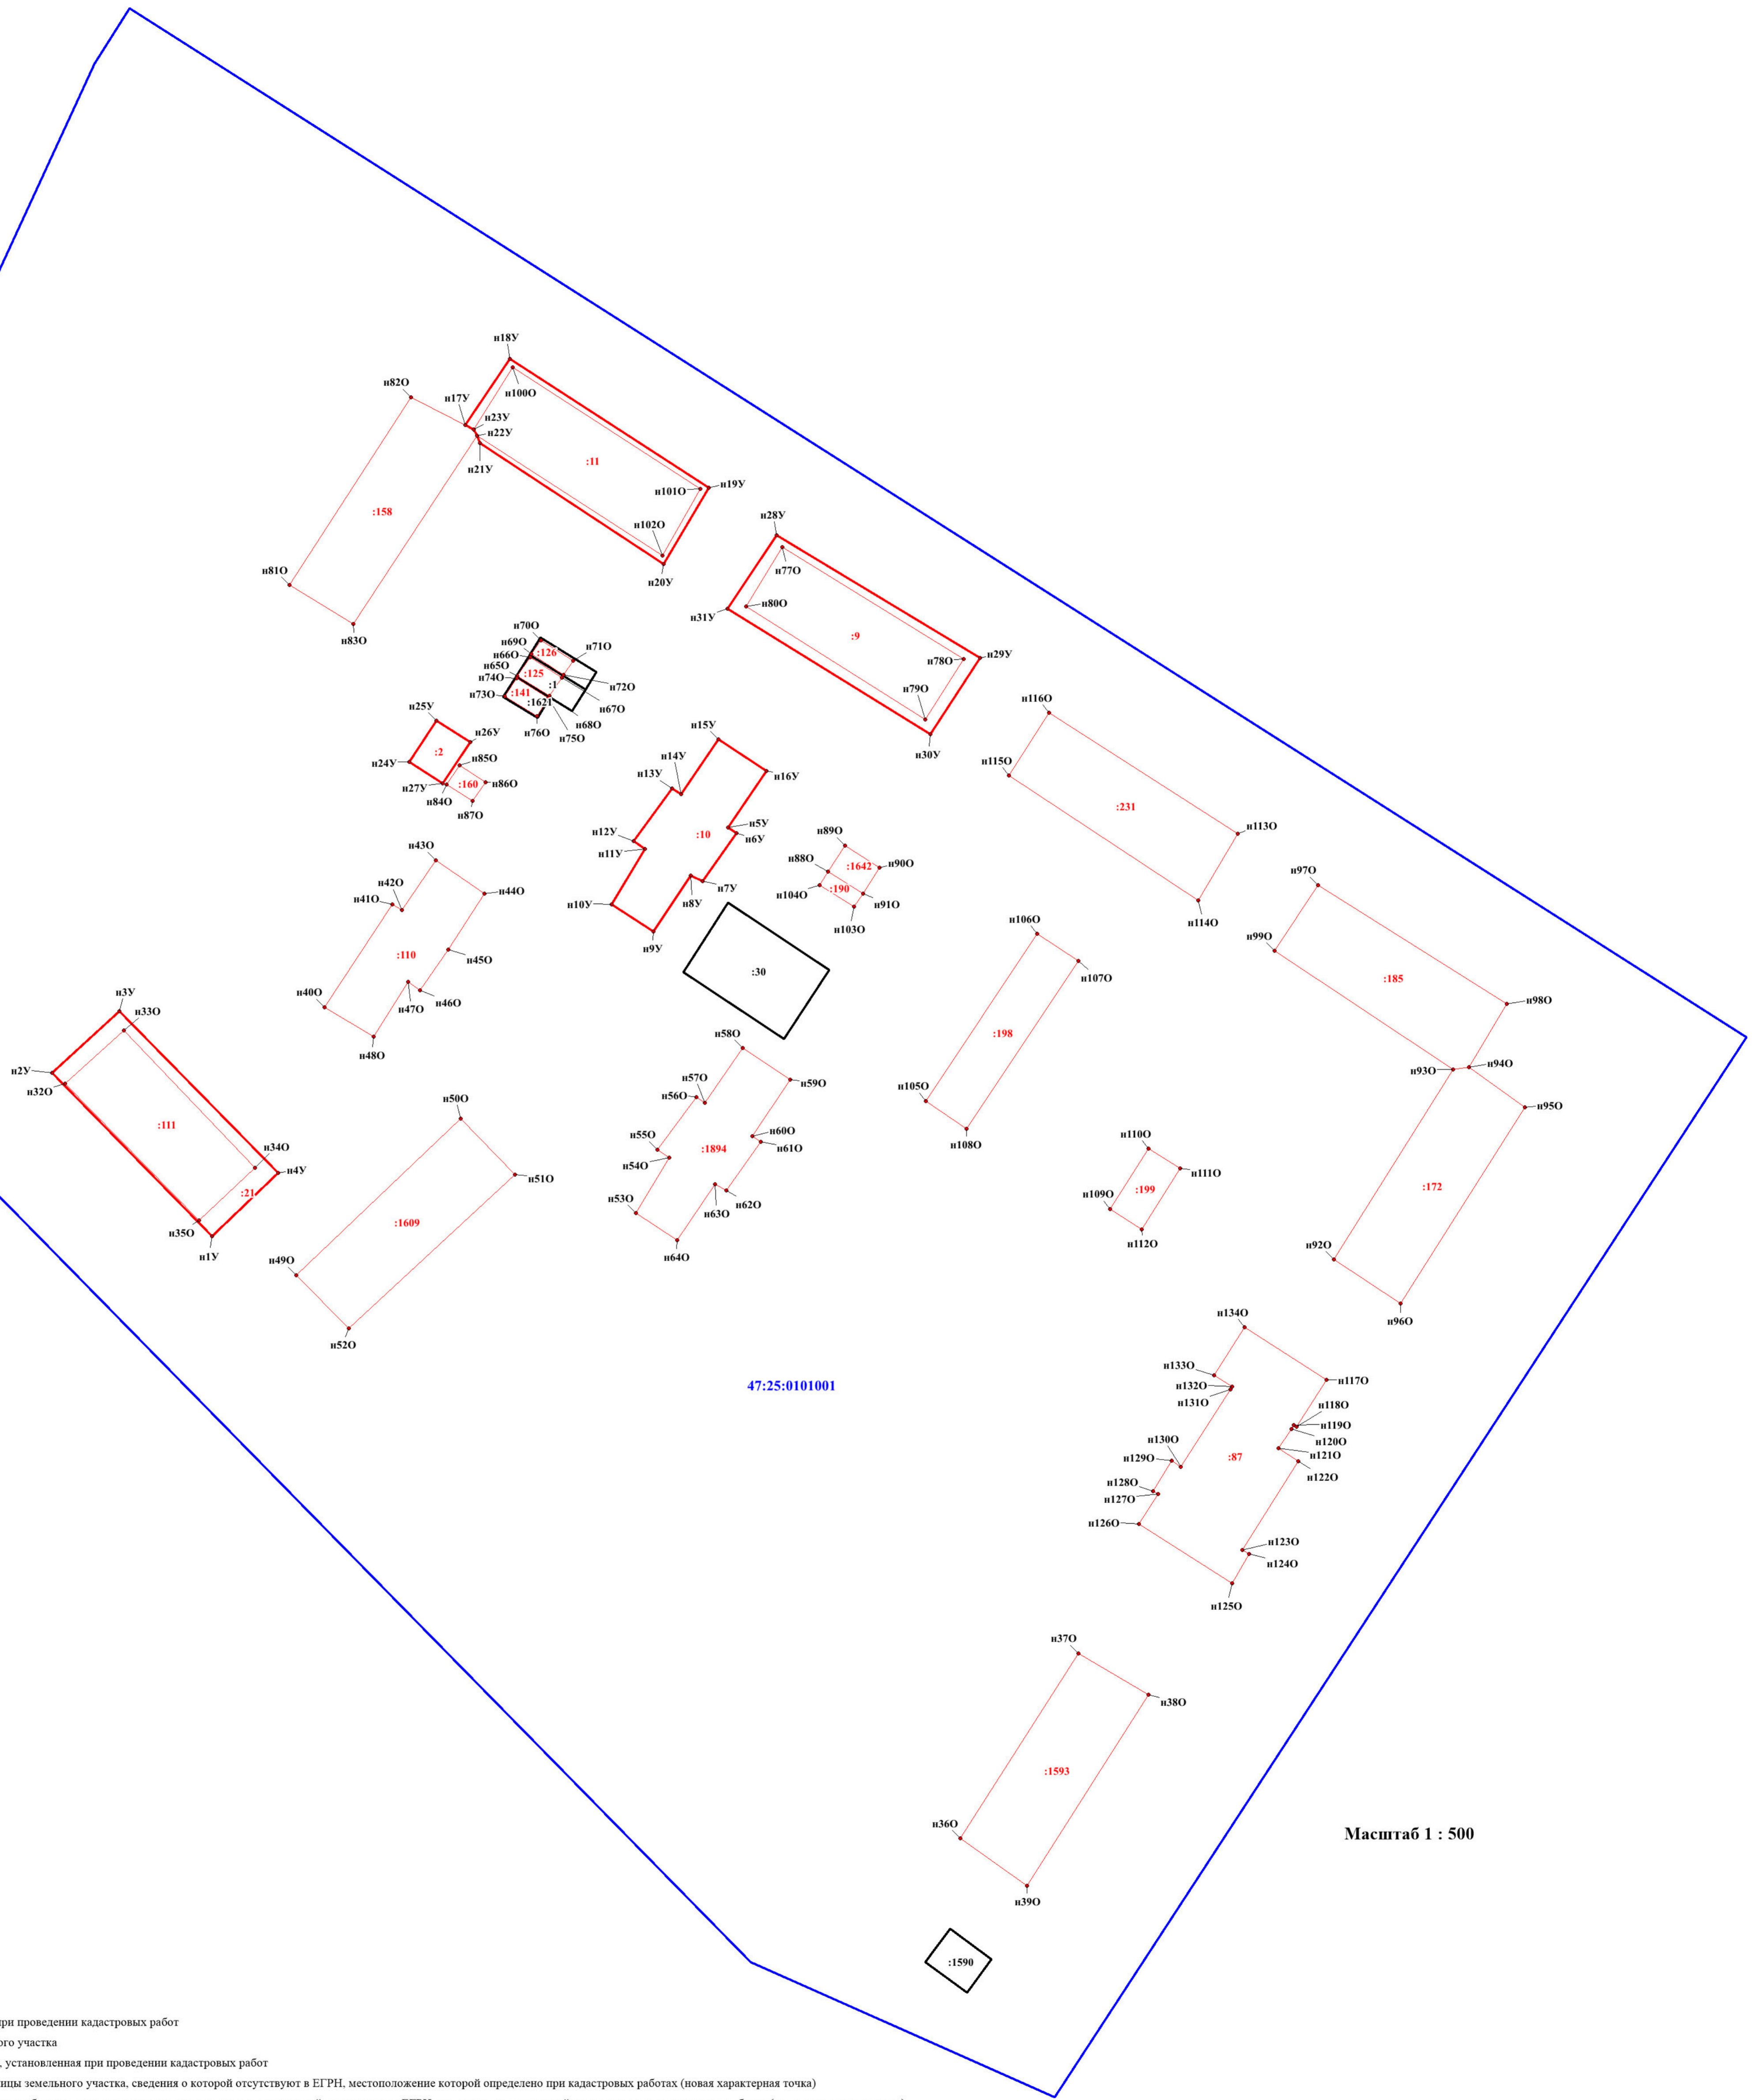 н18У
н82О
н100О
н17У
н23У
н22У
:11
н21У
н101О
н19У
:158
н28У
н102О
н81О
н77О
н20У
н80О
н31У
н70О
н83О
:9
н69О
:126
н71О
н66О
н78О
н29У
н65О
:125
н74О
:1
н72О
н73О
:141
н79О
:1621
н67О
н116О
н25У
н68О
н76О
н75О
н26У
н15У
н30У
:2
н14У
н24У
н85О
н115О
н13У
н16У
н27У
:160
н86О
н84О
:231
н87О
н5У
н113О
н12У
:10
н6У
н89О
н11У
н43О
н88О
:1642
н90О
н42О
н97О
н44О
н7У
:190
н41О
н104О
н8У
н10У
н91О
н114О
н103О
н106О
н99О
н9У
:110
н45О
н107О
:30
:185
н3У
н46О
н40О
н98О
н33О
н47О
:198
н58О
н48О
н94О
н2У
н93О
н57О
н59О
н32О
н105О
н56О
н50О
н95О
:111
н108О
н60О
н110О
н55О
н61О
н34О
:1894
н54О
н4У
н111О
н51О
:172
:21
:199
н53О
н62О
н109О
н63О
:1609
н35О
н112О
н92О
н1У
н64О
н49О
н134О
н96О
н52О
н133О
н117О
47:25:0101001
н132О
н131О
н118О
н119О
н130О
н120О
н129О
:87
н121О
н122О
н128О
н127О
н126О
н123О
н124О
н125О
н37О
н38О
:1593
н36О
Масштаб 1 : 500
н39О
:1590
при проведении кадастровых работ
ого участка
, установленная при проведении кадастровых работ
ицы земельного участка, сведения о которой отсутствуют в ЕГРН, местоположение которой определено при кадастровых работах (новая характерная точка)